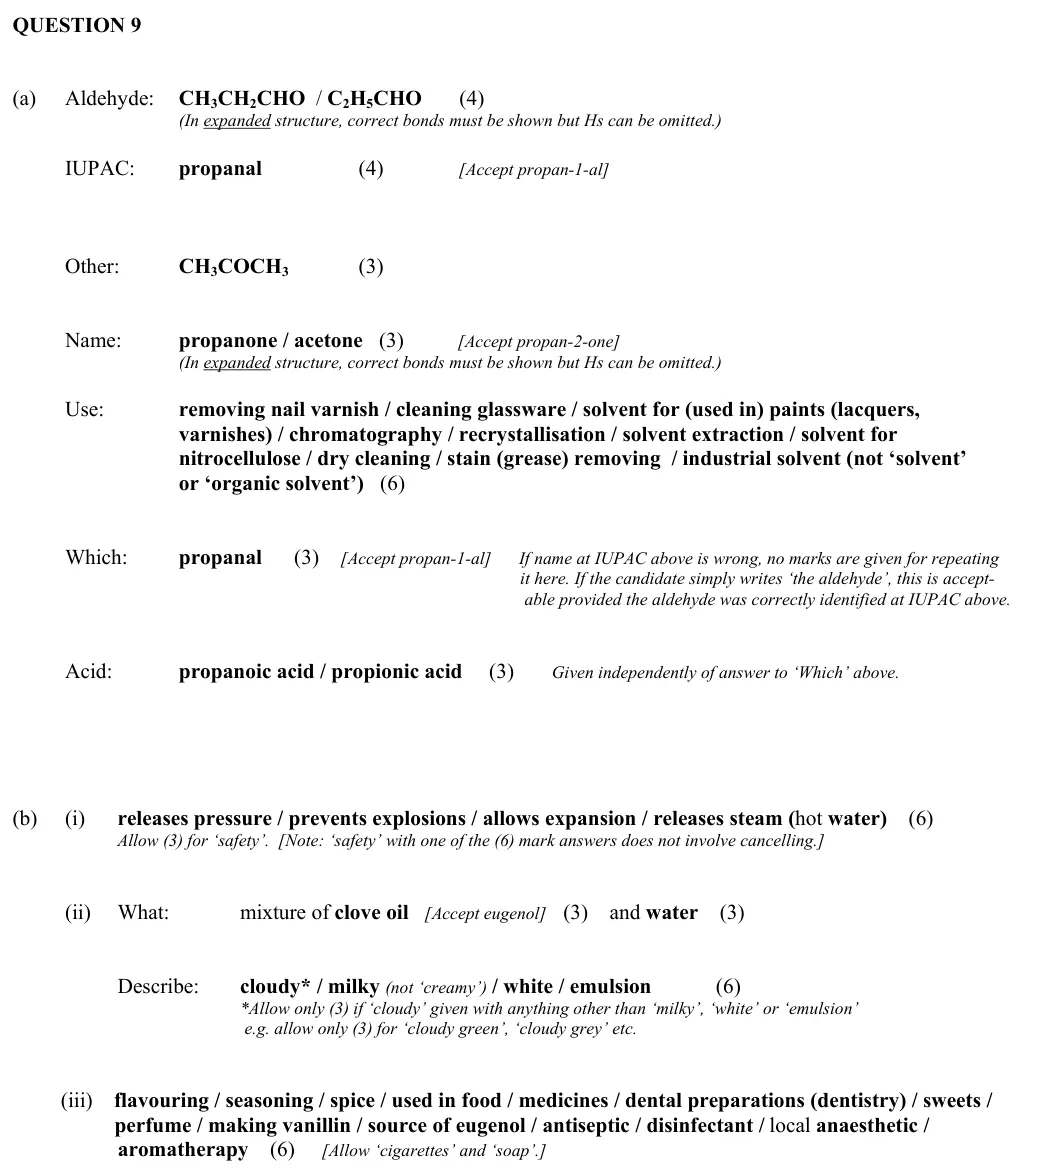 QUESTION 9
(a) Aldehyde: CH₃CH₂CHO / C₂H₅CHO (4)
(In expanded structure, correct bonds must be shown but Hs can be omitted.)
IUPAC: propanal (4) [Accept propan-1-al]
Other: CH₃COCH₃ (3)
Name: propanone / acetone (3) [Accept propan-2-one]
(In expanded structure, correct bonds must be shown but Hs can be omitted.)
Use: removing nail varnish / cleaning glassware / solvent for (used in) paints (lacquers,
varnishes) / chromatography / recrystallisation / solvent extraction / solvent for
nitrocellulose / dry cleaning / stain (grease) removing / industrial solvent (not ‘solvent’
or ‘organic solvent’) (6)
Which: propanal (3) [Accept propan-1-al] If name at IUPAC above is wrong, no marks are given for repeating
it here. If the candidate simply writes ‘the aldehyde’, this is accept-
able provided the aldehyde was correctly identified at IUPAC above.
Acid: propanoic acid / propionic acid (3) Given independently of answer to ‘Which’ above.
(b) (i) releases pressure / prevents explosions / allows expansion / releases steam (hot water) (6)
Allow (3) for ‘safety’. [Note: ‘safety’ with one of the (6) mark answers does not involve cancelling.]
(ii) What: mixture of clove oil [Accept eugenol] (3) and water (3)
Describe: cloudy* / milky (not ‘creamy’) / white / emulsion (6)
*Allow only (3) if ‘cloudy’ given with anything other than ‘milky’, ‘white’ or ‘emulsion’
e.g. allow only (3) for ‘cloudy green’, ‘cloudy grey’ etc.
(iii) flavouring / seasoning / spice / used in food / medicines / dental preparations (dentistry) / sweets /
perfume / making vanillin / source of eugenol / antiseptic / disinfectant / local anaesthetic /
aromatherapy (6) [Allow ‘cigarettes’ and ‘soap’.]